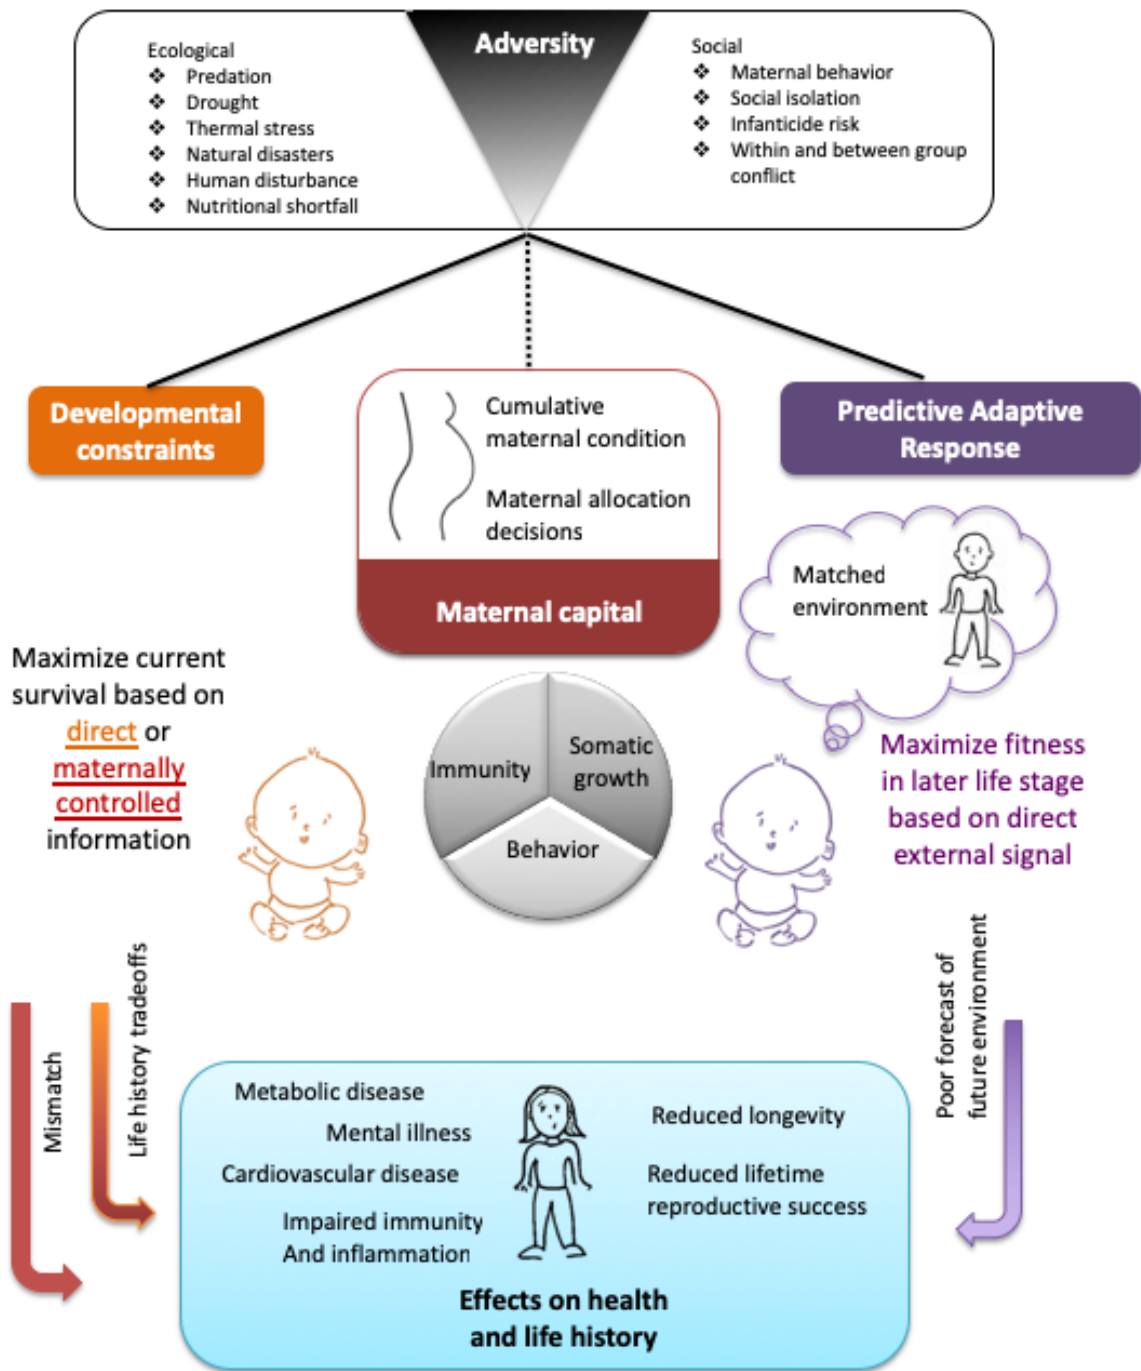 Adversity
Ecological
❖ Predation
❖ Drought
❖ Thermal stress
❖ Natural disasters
❖ Human disturbance
❖ Nutritional shortfall
Social
❖ Maternal behavior
❖ Social isolation
❖ Infanticide risk
❖ Within and between group
conflict
Developmental
constraints
Cumulative
maternal condition
Maternal allocation
decisions
Maternal capital
Predictive Adaptive
Response
Matched
environment
Maximize current
survival based on
direct or
maternally
controlled
information
Immunity
Somatic
growth
Behavior
Maximize fitness
in later life stage
based on direct
external signal
Mismatch
Life history tradeoffs
Poor forecast of
future environment
Metabolic disease
Mental illness
Cardiovascular disease
Impaired immunity
And inflammation
Reduced longevity
Reduced lifetime
reproductive success
Effects on health
and life history